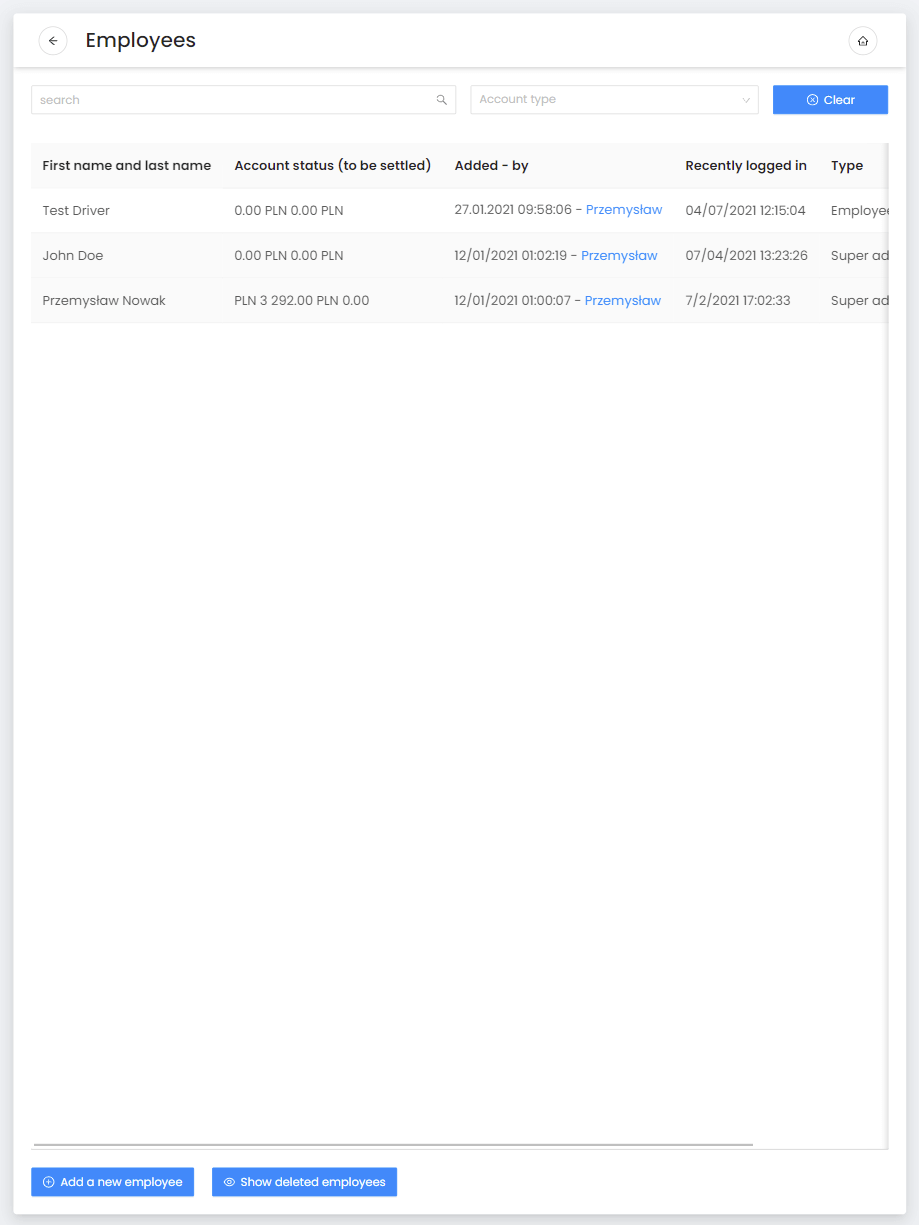 Employees
search Account type Clear
First name and last name Account status (to be settled) Added - by Recently logged in Type
Test Driver 0.00 PLN 0.00 PLN 27.01.2021 09:58:06 - Przemysław 04/07/2021 12:15:04 Employee
John Doe 0.00 PLN 0.00 PLN 12/01/2021 01:02:19 - Przemysław 07/04/2021 13:23:26 Super ad
Przemysław Nowak PLN 3 292.00 PLN 0.00 12/01/2021 01:00:07 - Przemysław 7/2/2021 17:02:33 Super ad
Add a new employee Show deleted employees